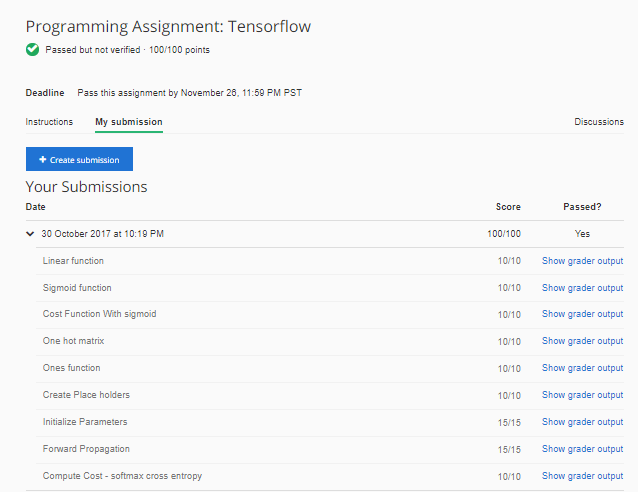 Programming Assignment: Tensorflow
Passed but not verified · 100/100 points
Deadline Pass this assignment by November 26, 11:59 PM PST
Instructions My submission Discussions
+ Create submission
Your Submissions
Date Score Passed?
30 October 2017 at 10:19 PM 100/100 Yes
Linear function 10/10 Show grader output
Sigmoid function 10/10 Show grader output
Cost Function With sigmoid 10/10 Show grader output
One hot matrix 10/10 Show grader output
Ones function 10/10 Show grader output
Create Place holders 10/10 Show grader output
Initialize Parameters 15/15 Show grader output
Forward Propagation 15/15 Show grader output
Compute Cost - softmax cross entropy 10/10 Show grader output